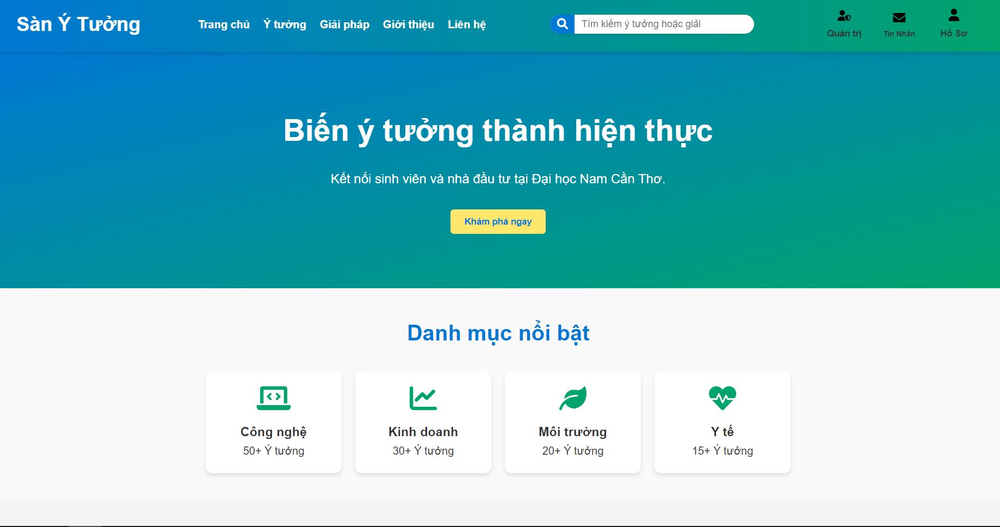 Sàn Ý Tưởng
Trang chủ Ý tưởng Giải pháp Giới thiệu Liên hệ
Tìm kiếm ý tưởng hoặc giải
Quản trị
Tin Nhắn
Hồ Sơ
Biến ý tưởng thành hiện thực
Kết nối sinh viên và nhà đầu tư tại Đại học Nam Cần Thơ.
Khám phá ngay
Danh mục nổi bật
Công nghệ
50+ Ý tưởng
Kinh doanh
30+ Ý tưởng
Môi trường
20+ Ý tưởng
Y tế
15+ Ý tưởng